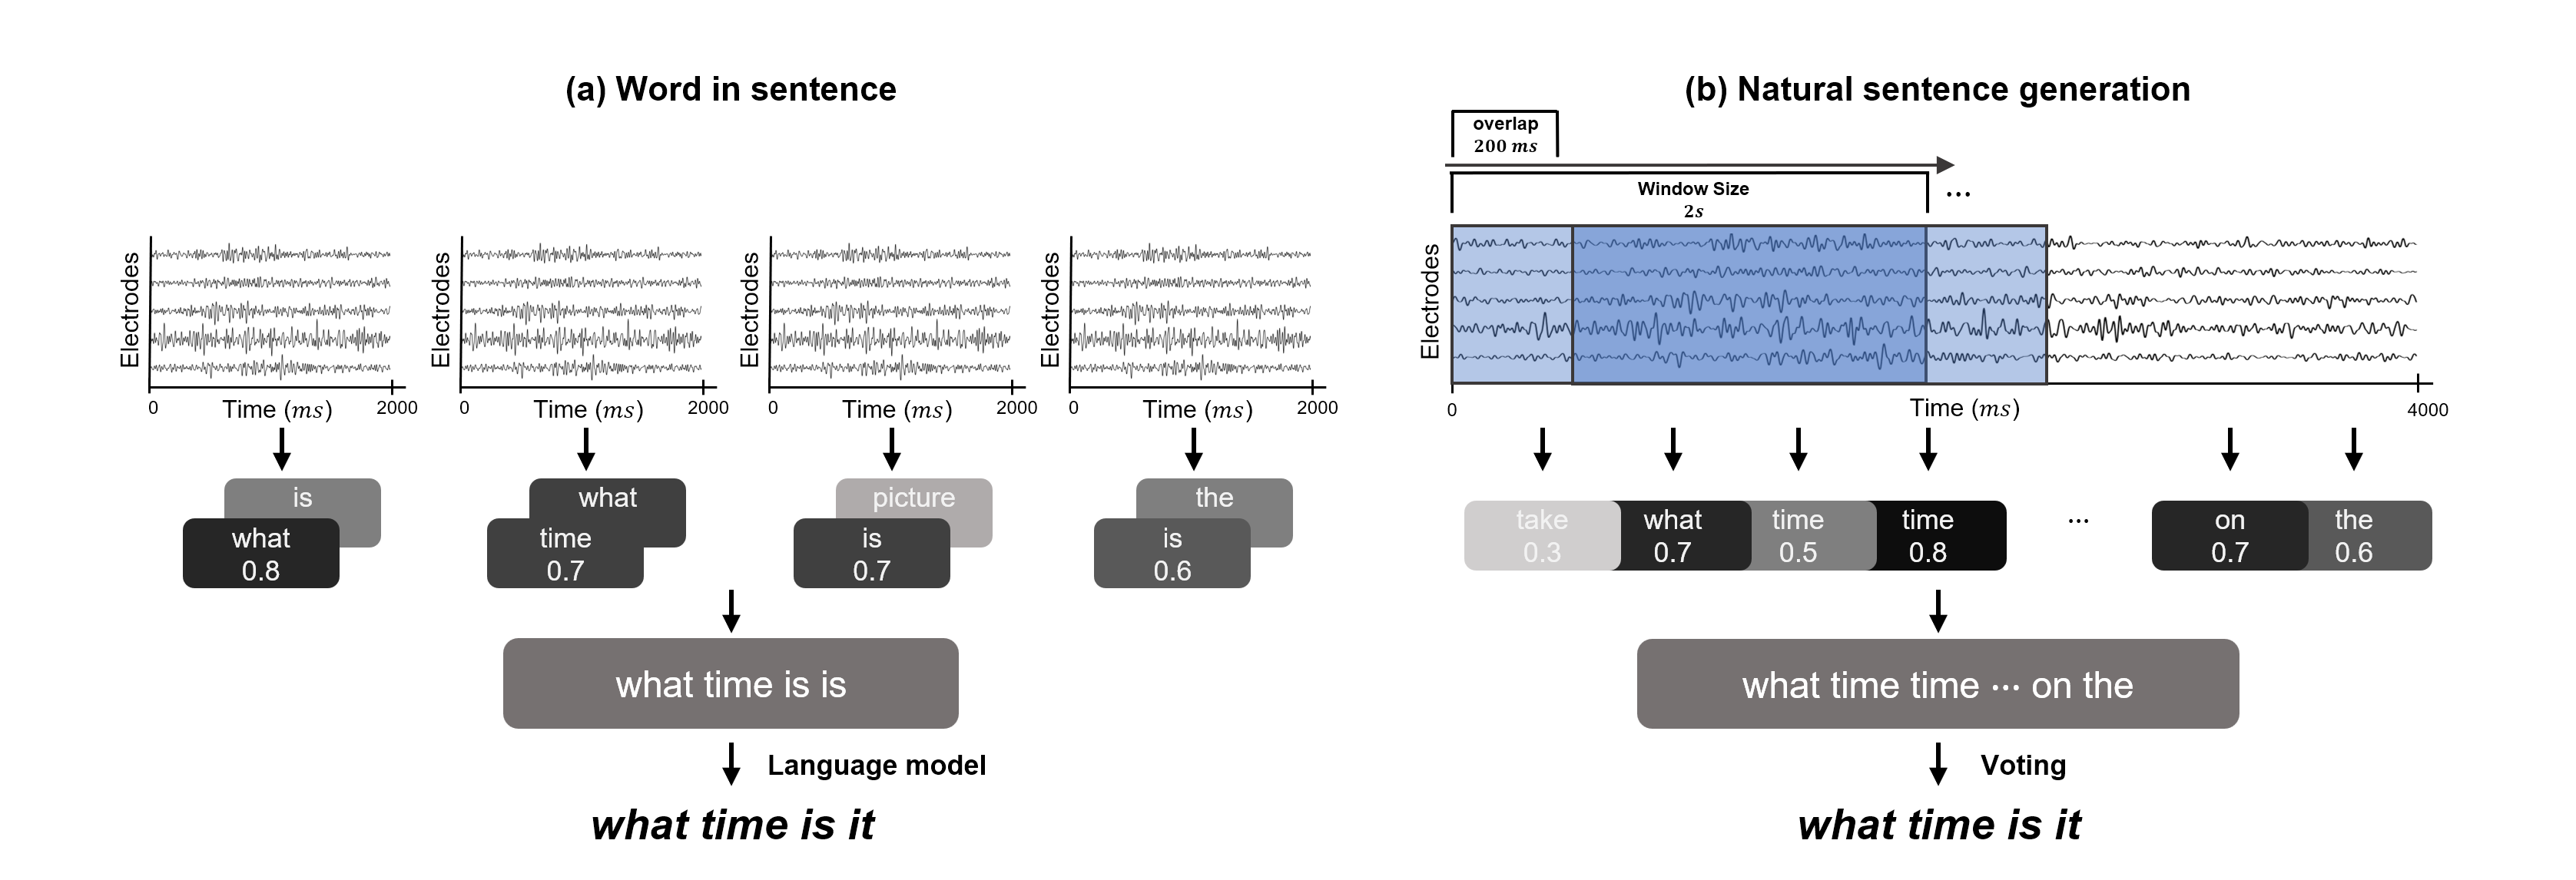 (a) Word in sentence
Electrodes
0
Time (ms)
2000
Electrodes
0
Time (ms)
2000
Electrodes
0
Time (ms)
2000
Electrodes
0
Time (ms)
2000
is
what
0.8
what
time
0.7
picture
is
0.7
the
is
0.6
what time is is
Language model
what time is it
(b) Natural sentence generation
overlap
200 ms
Window Size
2s
...
Electrodes
0
Time (ms)
4000
take
0.3
what
0.7
time
0.5
time
0.8
...
on
0.7
the
0.6
what time time ··· on the
Voting
what time is it